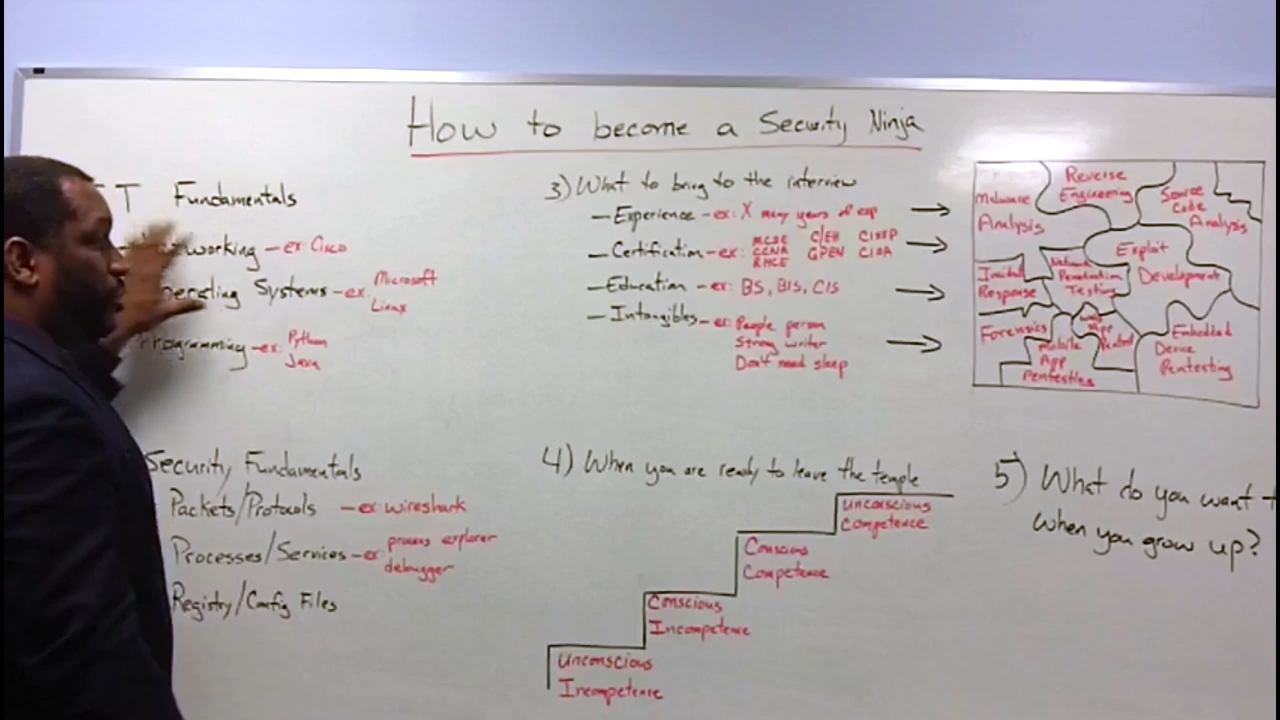 How to become a Security Ninja
T Fundamentals
working - ex: Cisco
perating Systems - ex: Microsoft
Linux
Programming - ex: Python
Java
Security Fundamentals
Packets/Protocols - ex: wireshark
Processes/Services - ex: process explorer
debugger
Registry/Config Files
3) What to bring to the interview
- Experience - ex: X many years of exp
- Certification - ex: MCSE C/EH CISSP
CCNA GPEN CISA
RHCE
- Education - ex: BS, BIS, CIS
- Intangibles - ex: People person
Strong writer
Don't need sleep
Malware
Analysis
Reverse
Engineering
Source
Code
Analysis
Exploit
Development
Incident
Response
Network
Penetration
Testing
Forensics
Web
App
Pentest
Mobile
App
Pentesting
Embedded
Device
Pentesting
4) When you are ready to leave the temple
Unconscious
Competence
Conscious
Competence
Conscious
Incompetence
Unconscious
Incompetence
5) What do you want t
when you grow up?